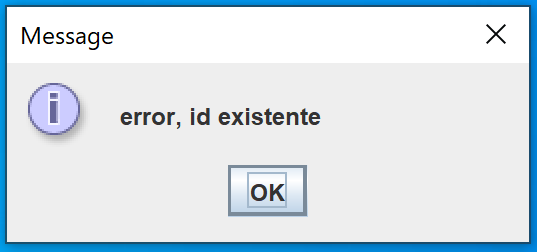 Message
error, id existente
OK